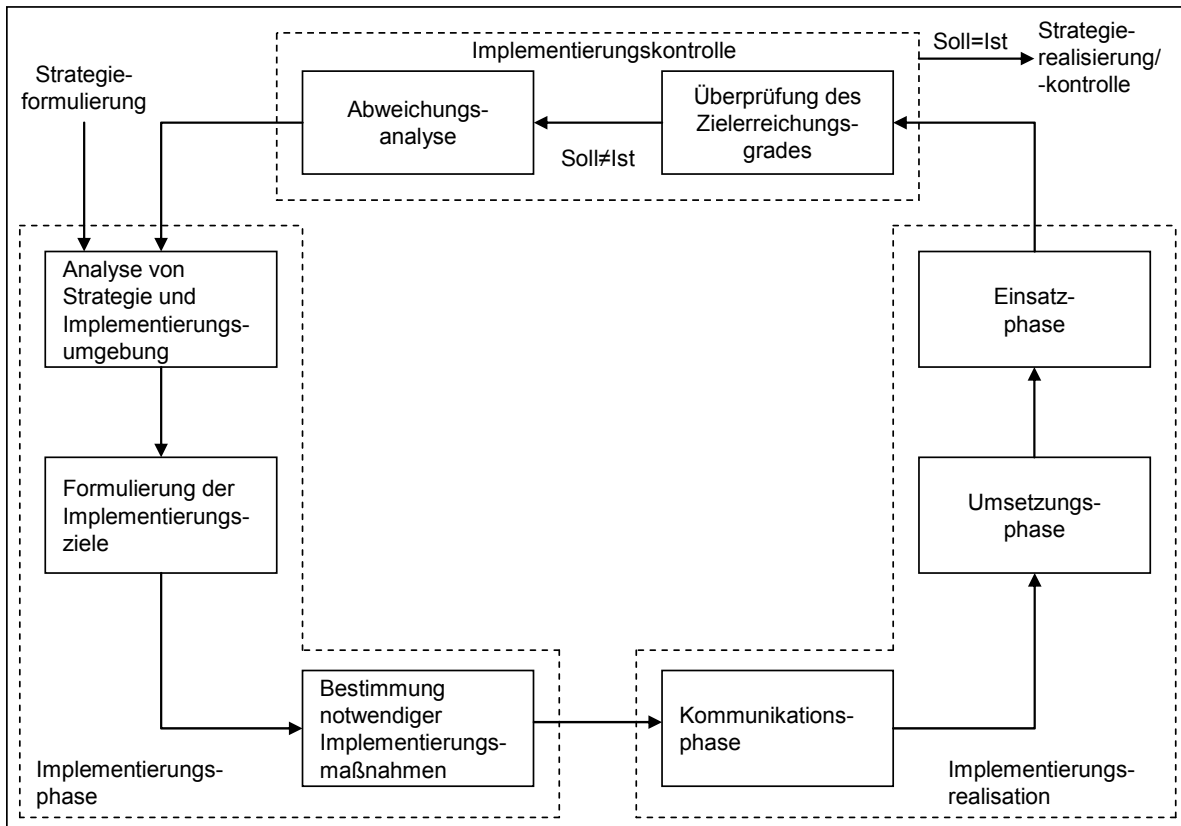 Strategie-
formulierung
Implementierungskontrolle
Abweichungs-
analyse
Soll≠Ist
Überprüfung des
Zielerreichungs-
grades
Soll=Ist
Strategie-
realisierung/
-kontrolle
Analyse von
Strategie und
Implementierungs-
umgebung
Formulierung der
Implementierungs-
ziele
Bestimmung
notwendiger
Implementierungs-
maßnahmen
Implementierungs-
phase
Kommunikations-
phase
Umsetzungs-
phase
Einsatz-
phase
Implementierungs-
realisation